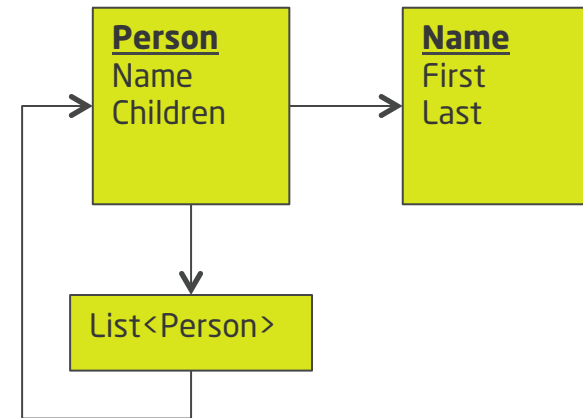 Person
Name
Children
Name
First
Last
List<Person>